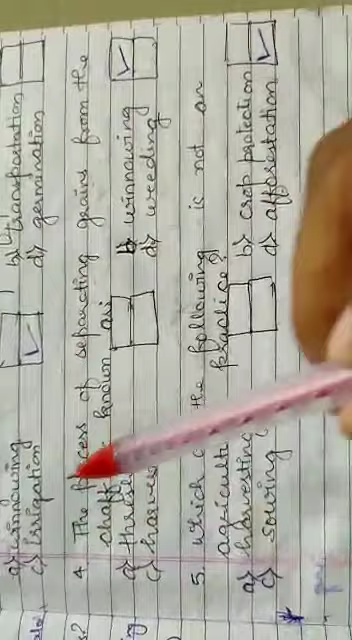 a) winnowing b) transportation
c) irrigation d) germination
4. The process of separating grains from the
chaff known as:
a) b) winnowing
c) d) weeding
5. which the following is not an
practice?
a) harvesting b) crop protection
c) sowing d) afforestation